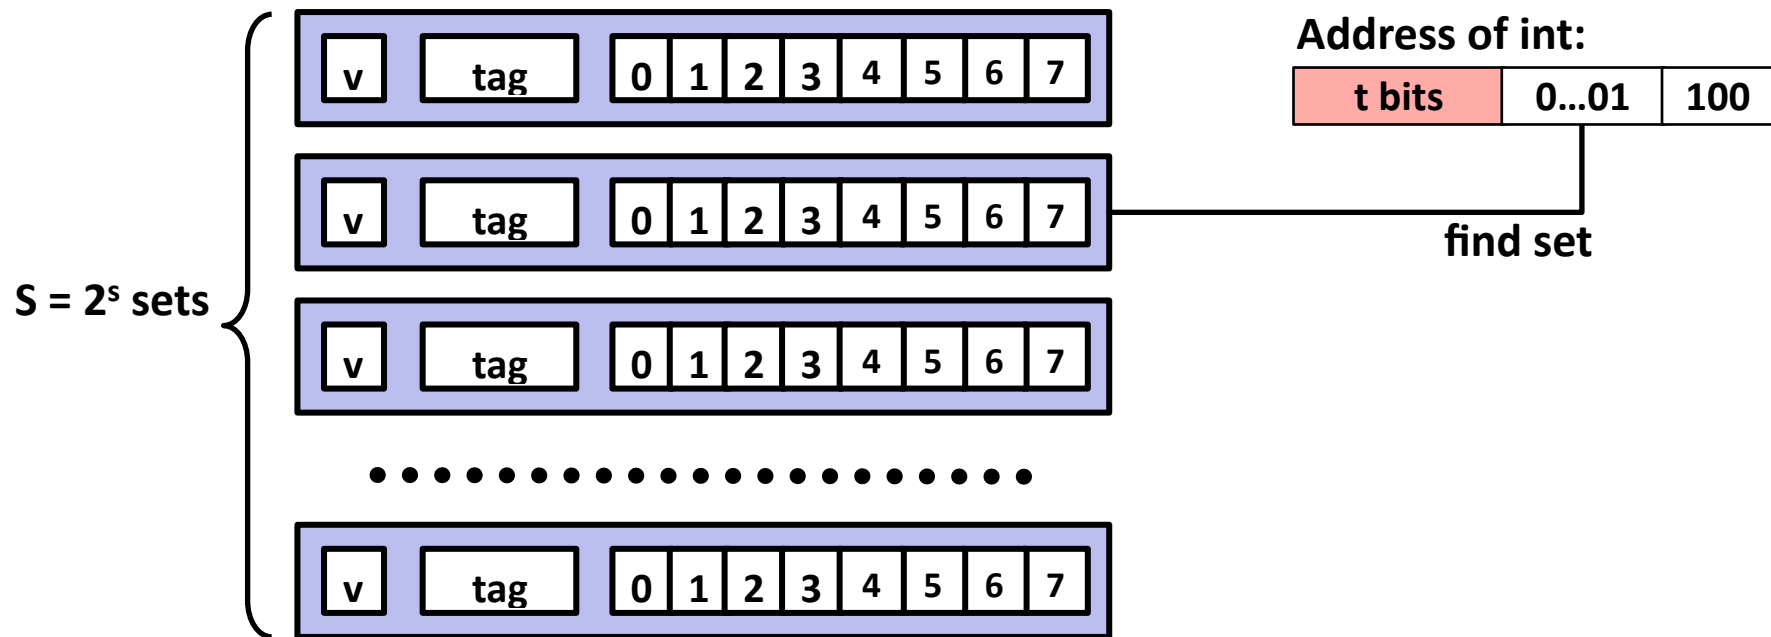 v tag 0 1 2 3 4 5 6 7
Address of int:
t bits 0...01 100
v tag 0 1 2 3 4 5 6 7
find set
S = 2ˢ sets
v tag 0 1 2 3 4 5 6 7
v tag 0 1 2 3 4 5 6 7